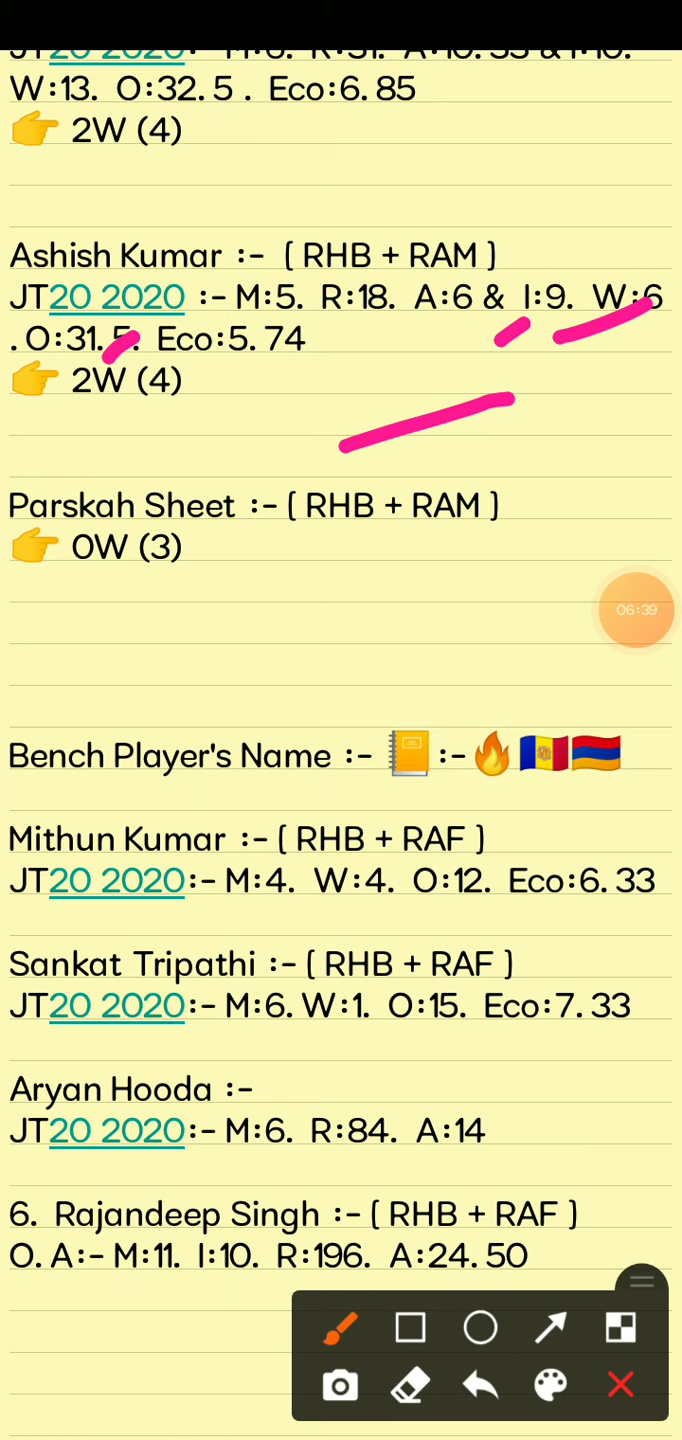 W:13. O:32.5 . Eco:6.85
👉 2W (4)
Ashish Kumar :- ( RHB + RAM )
JT20 2020 :- M:5. R:18. A:6 & I:9. W:6
. O:31.5. Eco:5.74
👉 2W (4)
Parskah Sheet :- ( RHB + RAM )
👉 0W (3)
06:39
Bench Player's Name :- 📒:-🔥🇦🇩🇦🇲
Mithun Kumar :- ( RHB + RAF )
JT20 2020:- M:4. W:4. O:12. Eco:6.33
Sankat Tripathi :- ( RHB + RAF )
JT20 2020:- M:6. W:1. O:15. Eco:7.33
Aryan Hooda :-
JT20 2020:- M:6. R:84. A:14
6. Rajandeep Singh :- ( RHB + RAF )
O. A:- M:11. I:10. R:196. A:24.50